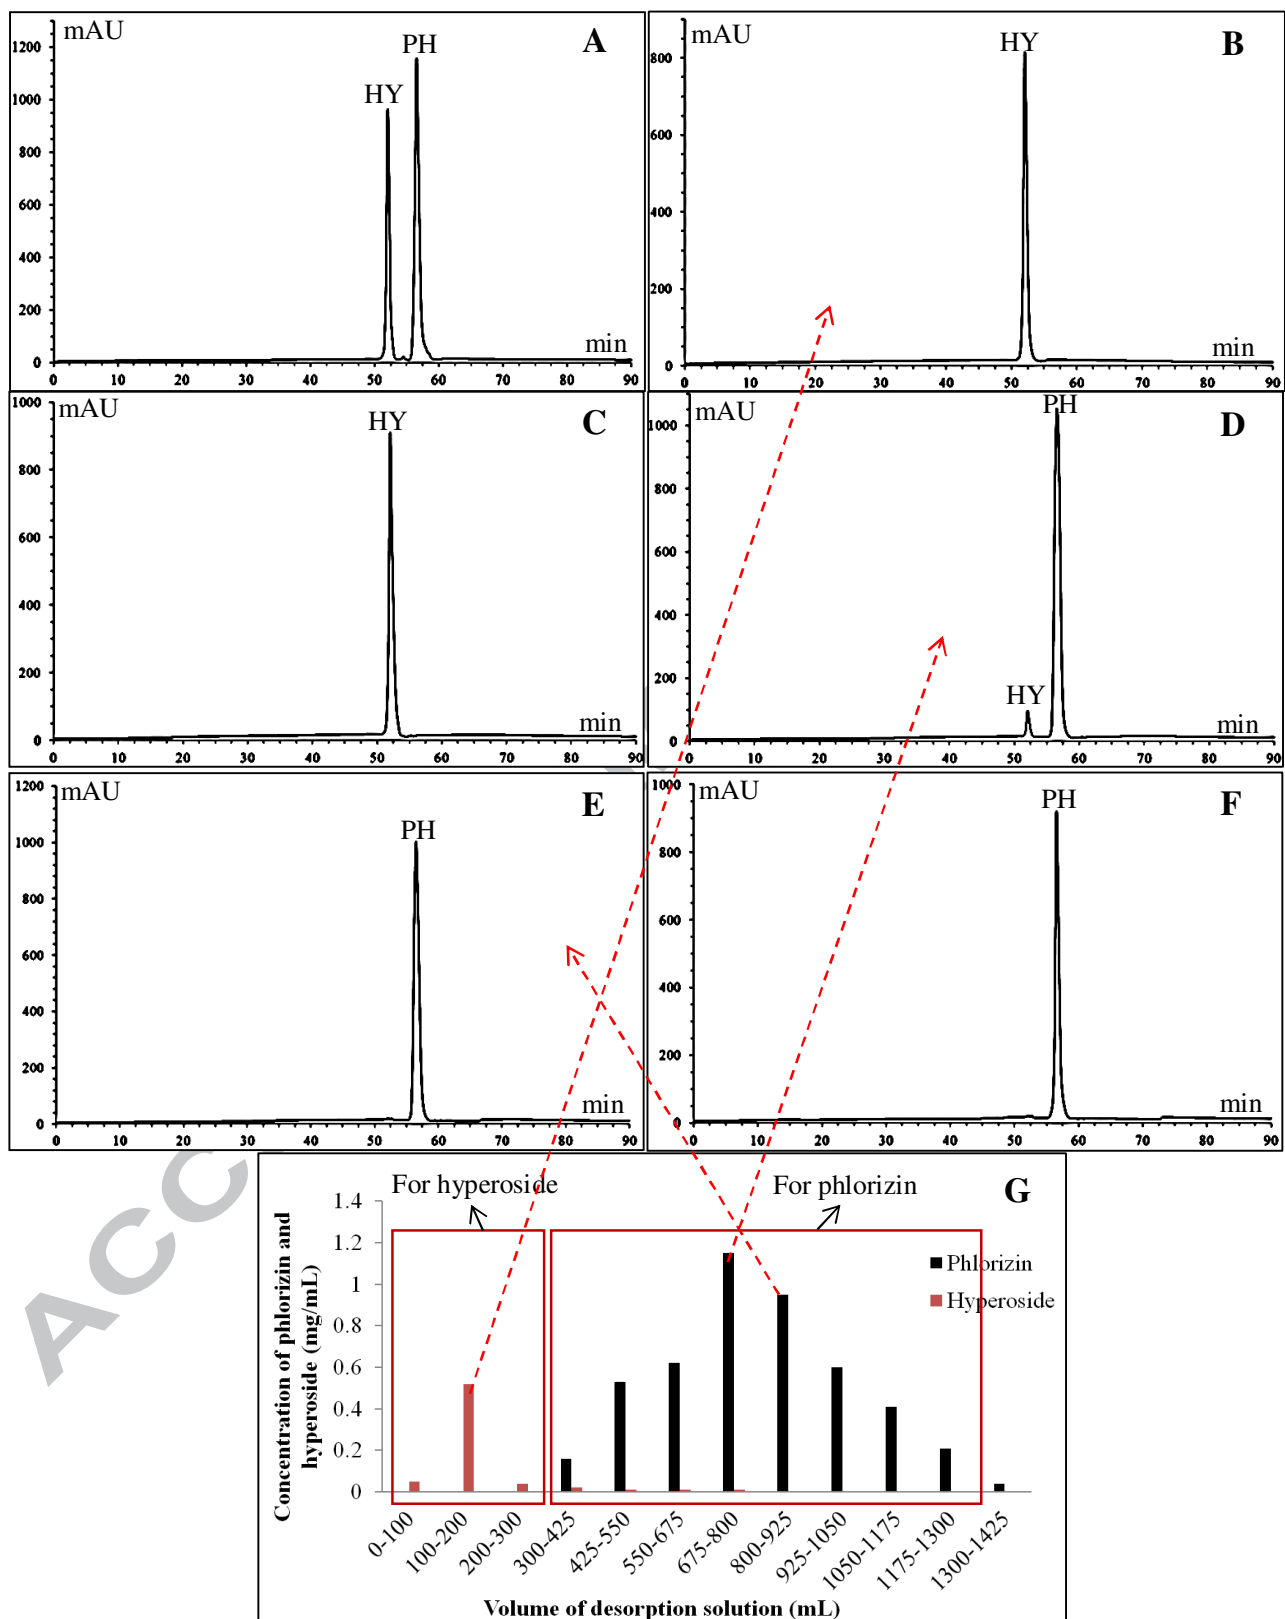 mAU
A
PH
HY
1200
1000
800
600
400
200
0
min
0 10 20 30 40 50 60 70 80 90
mAU
B
HY
800
600
400
200
0
min
0 10 20 30 40 50 60 70 80 90
1000
mAU
C
HY
800
600
400
200
0
min
0 10 20 30 40 50 60 70 80 90
mAU
PH
D
1000
800
600
400
200
0
HY
min
0 10 20 30 40 50 60 70 80 90
1200
mAU
E
PH
1000
800
600
400
200
0
min
0 10 20 30 40 50 60 70 80 90
1000
mAU
PH
F
800
600
400
200
0
min
0 10 20 30 40 50 60 70 80 90
ACC
For hyperoside
For phlorizin
G
Concentration of phlorizin and
hyperoside (mg/mL)
1.4
1.2
1
0.8
0.6
0.4
0.2
0
Phlorizin
Hyperoside
0-100 100-200 200-300 300-425 425-550 550-675 675-800 800-925 925-1050 1050-1175 1175-1300 1300-1425
Volume of desorption solution (mL)